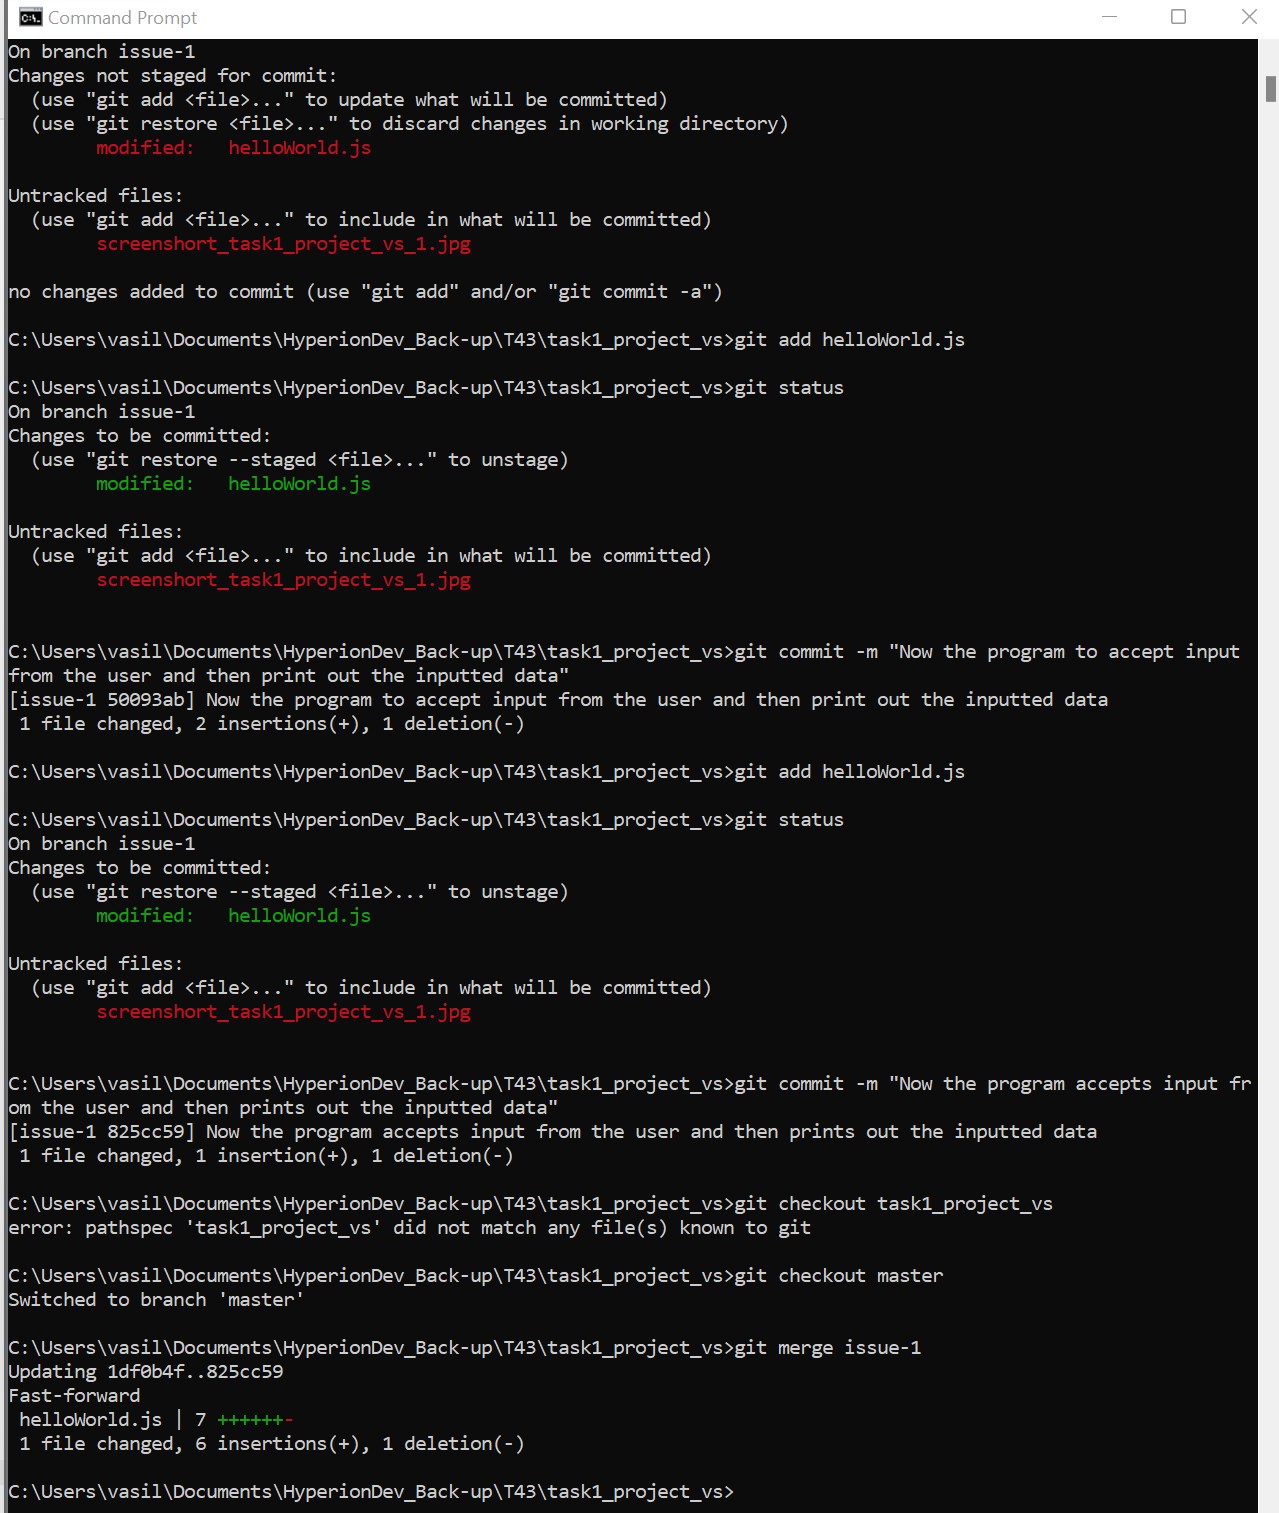 Command Prompt
On branch issue-1
Changes not staged for commit:
  (use "git add <file>..." to update what will be committed)
  (use "git restore <file>..." to discard changes in working directory)
        modified:   helloWorld.js

Untracked files:
  (use "git add <file>..." to include in what will be committed)
        screenshort_task1_project_vs_1.jpg

no changes added to commit (use "git add" and/or "git commit -a")

C:\Users\vasil\Documents\HyperionDev_Back-up\T43\task1_project_vs>git add helloWorld.js

C:\Users\vasil\Documents\HyperionDev_Back-up\T43\task1_project_vs>git status
On branch issue-1
Changes to be committed:
  (use "git restore --staged <file>..." to unstage)
        modified:   helloWorld.js

Untracked files:
  (use "git add <file>..." to include in what will be committed)
        screenshort_task1_project_vs_1.jpg


C:\Users\vasil\Documents\HyperionDev_Back-up\T43\task1_project_vs>git commit -m "Now the program to accept input
from the user and then print out the inputted data"
[issue-1 50093ab] Now the program to accept input from the user and then print out the inputted data
 1 file changed, 2 insertions(+), 1 deletion(-)

C:\Users\vasil\Documents\HyperionDev_Back-up\T43\task1_project_vs>git add helloWorld.js

C:\Users\vasil\Documents\HyperionDev_Back-up\T43\task1_project_vs>git status
On branch issue-1
Changes to be committed:
  (use "git restore --staged <file>..." to unstage)
        modified:   helloWorld.js

Untracked files:
  (use "git add <file>..." to include in what will be committed)
        screenshort_task1_project_vs_1.jpg


C:\Users\vasil\Documents\HyperionDev_Back-up\T43\task1_project_vs>git commit -m "Now the program accepts input fr
om the user and then prints out the inputted data"
[issue-1 825cc59] Now the program accepts input from the user and then prints out the inputted data
 1 file changed, 1 insertion(+), 1 deletion(-)

C:\Users\vasil\Documents\HyperionDev_Back-up\T43\task1_project_vs>git checkout task1_project_vs
error: pathspec 'task1_project_vs' did not match any file(s) known to git

C:\Users\vasil\Documents\HyperionDev_Back-up\T43\task1_project_vs>git checkout master
Switched to branch 'master'

C:\Users\vasil\Documents\HyperionDev_Back-up\T43\task1_project_vs>git merge issue-1
Updating 1df0b4f..825cc59
Fast-forward
 helloWorld.js | 7 ++++++-
 1 file changed, 6 insertions(+), 1 deletion(-)

C:\Users\vasil\Documents\HyperionDev_Back-up\T43\task1_project_vs>